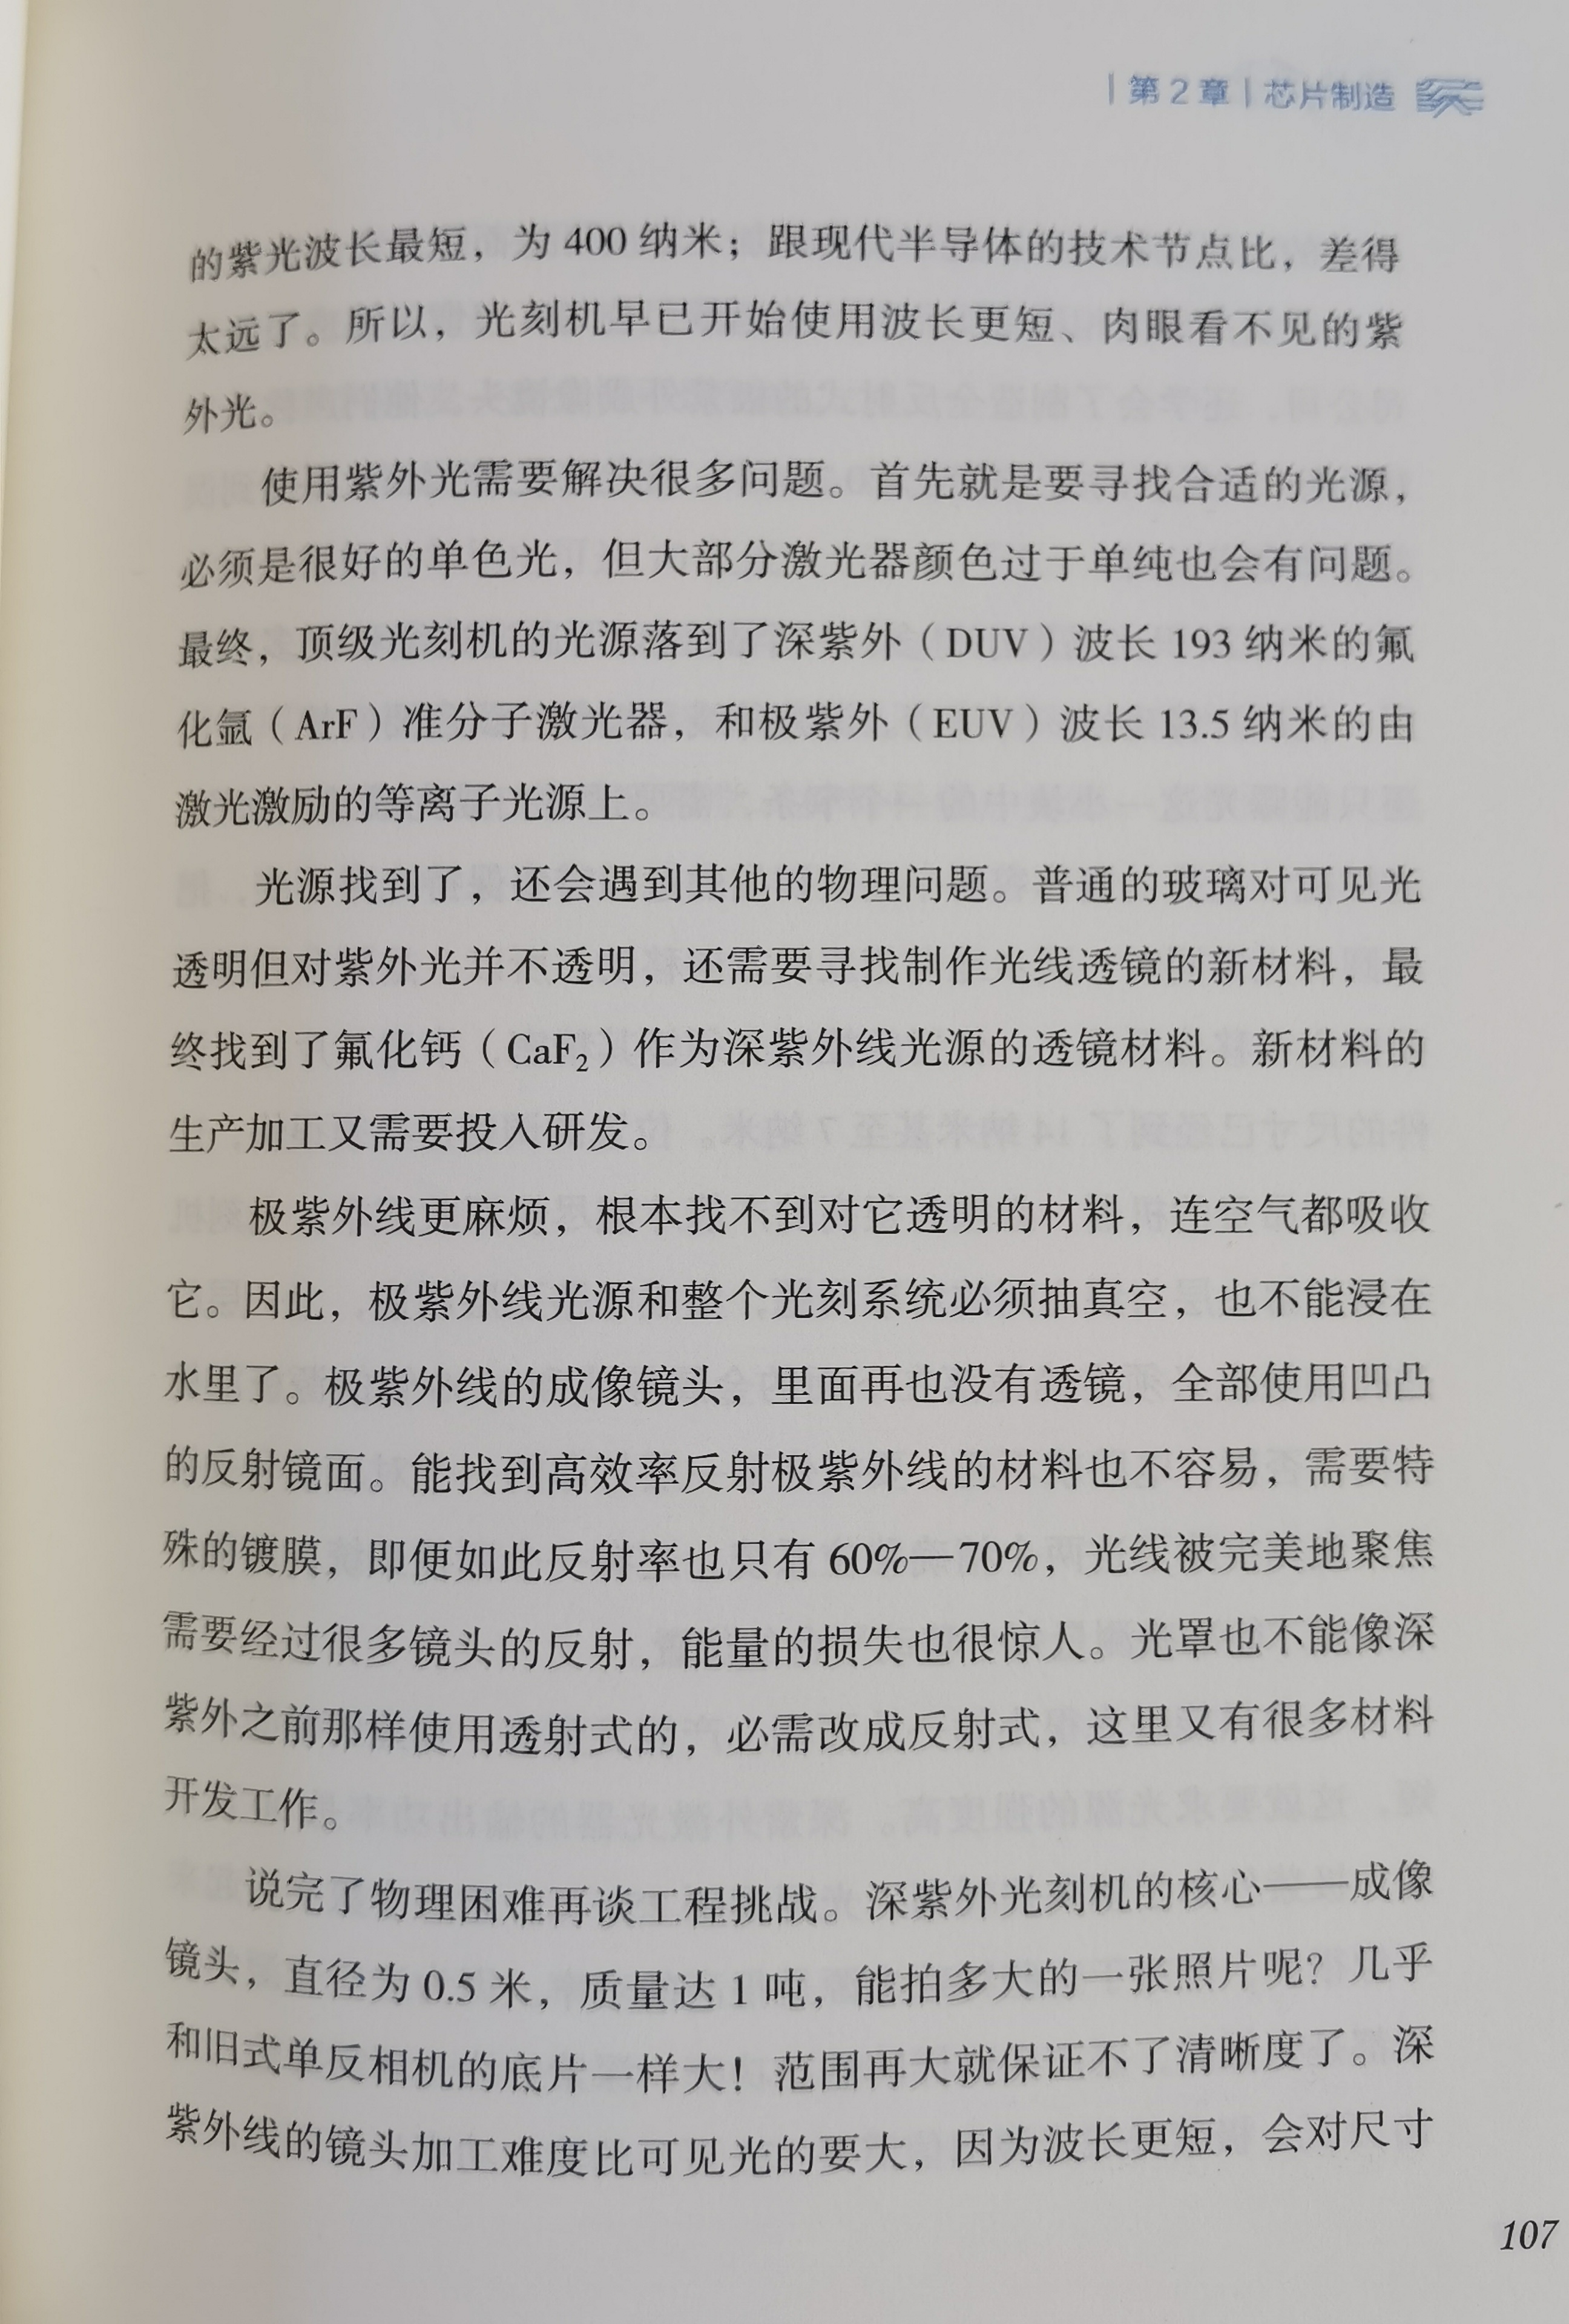 | 第 2 章 | 芯片制造
的紫光波长最短，为 400 纳米；跟现代半导体的技术节点比，差得
太远了。所以，光刻机早已开始使用波长更短、肉眼看不见的紫
外光。
使用紫外光需要解决很多问题。首先就是要寻找合适的光源，
必须是很好的单色光，但大部分激光器颜色过于单纯也会有问题。
最终，顶级光刻机的光源落到了深紫外（DUV）波长 193 纳米的氟
化氩（ArF）准分子激光器，和极紫外（EUV）波长 13.5 纳米的由
激光激励的等离子光源上。
光源找到了，还会遇到其他的物理问题。普通的玻璃对可见光
透明但对紫外光并不透明，还需要寻找制作光线透镜的新材料，最
终找到了氟化钙（CaF₂）作为深紫外线光源的透镜材料。新材料的
生产加工又需要投入研发。
极紫外线更麻烦，根本找不到对它透明的材料，连空气都吸收
它。因此，极紫外线光源和整个光刻系统必须抽真空，也不能浸在
水里了。极紫外线的成像镜头，里面再也没有透镜，全部使用凹凸
的反射镜面。能找到高效率反射极紫外线的材料也不容易，需要特
殊的镀膜，即便如此反射率也只有 60%—70%，光线被完美地聚焦
需要经过很多镜头的反射，能量的损失也很惊人。光罩也不能像深
紫外之前那样使用透射式的，必需改成反射式，这里又有很多材料
开发工作。
说完了物理困难再谈工程挑战。深紫外光刻机的核心——成像
镜头，直径为 0.5 米，质量达 1 吨，能拍多大的一张照片呢？几乎
和旧式单反相机的底片一样大！范围再大就保证不了清晰度了。深
紫外线的镜头加工难度比可见光的要大，因为波长更短，会对尺寸
107